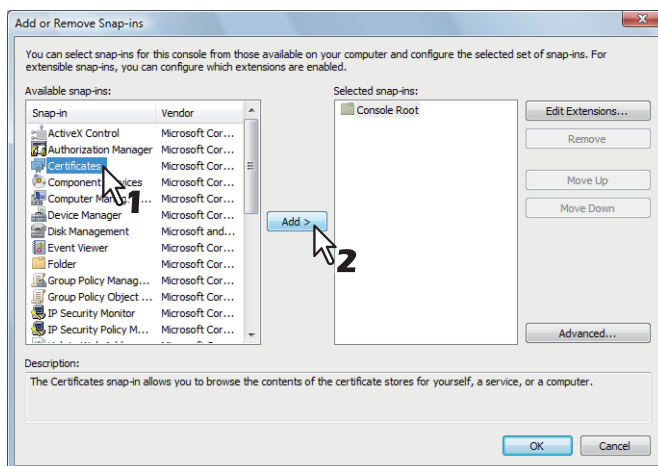 Add or Remove Snap-ins
You can select snap-ins for this console from those available on your computer and configure the selected set of snap-ins. For
extensible snap-ins, you can configure which extensions are enabled.
Available snap-ins:
Selected snap-ins:
Snap-in Vendor
ActiveX Control Microsoft Cor...
Authorization Manager Microsoft Cor...
Certificates Microsoft Cor...
Component Services Microsoft Cor...
Computer Manag... Microsoft Cor...
Device Manager Microsoft Cor...
Disk Management Microsoft and...
Event Viewer Microsoft Cor...
Folder Microsoft Cor...
Group Policy Manag... Microsoft Cor...
Group Policy Object ... Microsoft Cor...
IP Security Monitor Microsoft Cor...
IP Security Policy M... Microsoft Cor...
1
Add >
2
Console Root
Edit Extensions...
Remove
Move Up
Move Down
Advanced...
Description:
The Certificates snap-in allows you to browse the contents of the certificate stores for yourself, a service, or a computer.
OK Cancel